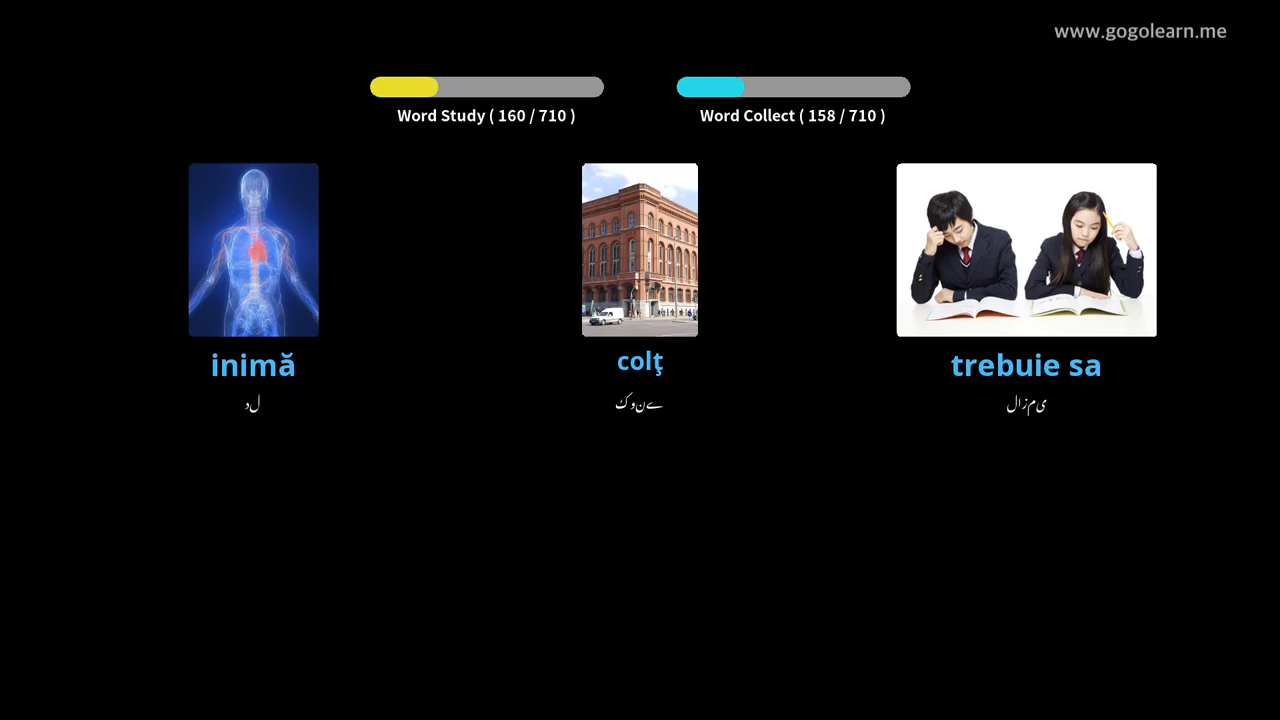 www.gogolearn.me
Word Study ( 160 / 710 )
Word Collect ( 158 / 710 )
inimă
colţ
trebuie sa
دل
کونے
لازمی